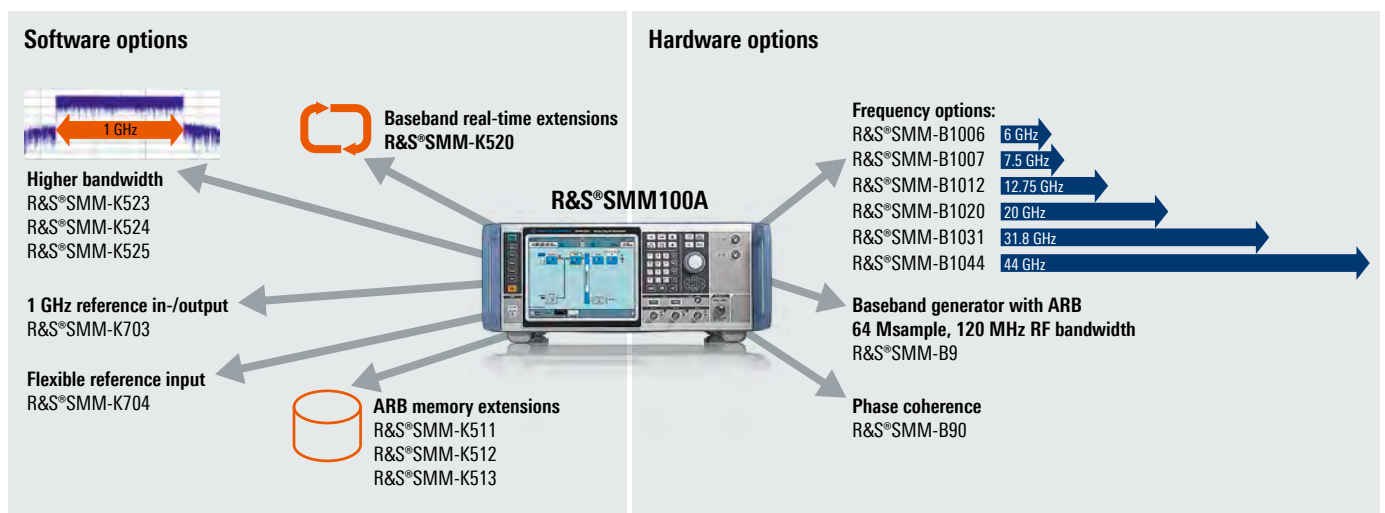 Software options
1 GHz
Higher bandwidth
R&S®SMM-K523
R&S®SMM-K524
R&S®SMM-K525
1 GHz reference in-/output
R&S®SMM-K703
Flexible reference input
R&S®SMM-K704
Baseband real-time extensions
R&S®SMM-K520
ARB memory extensions
R&S®SMM-K511
R&S®SMM-K512
R&S®SMM-K513
R&S®SMM100A
Hardware options
Frequency options:
R&S®SMM-B1006 6 GHz
R&S®SMM-B1007 7.5 GHz
R&S®SMM-B1012 12.75 GHz
R&S®SMM-B1020 20 GHz
R&S®SMM-B1031 31.8 GHz
R&S®SMM-B1044 44 GHz
Baseband generator with ARB
64 Msample, 120 MHz RF bandwidth
R&S®SMM-B9
Phase coherence
R&S®SMM-B90